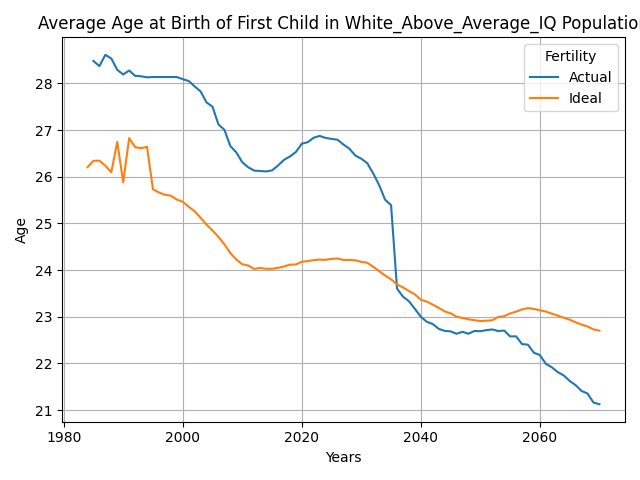 Average Age at Birth of First Child in White_Above_Average_IQ Population
Fertility
Actual
Ideal
Age
28
27
26
25
24
23
22
21
1980
2000
2020
2040
2060
Years